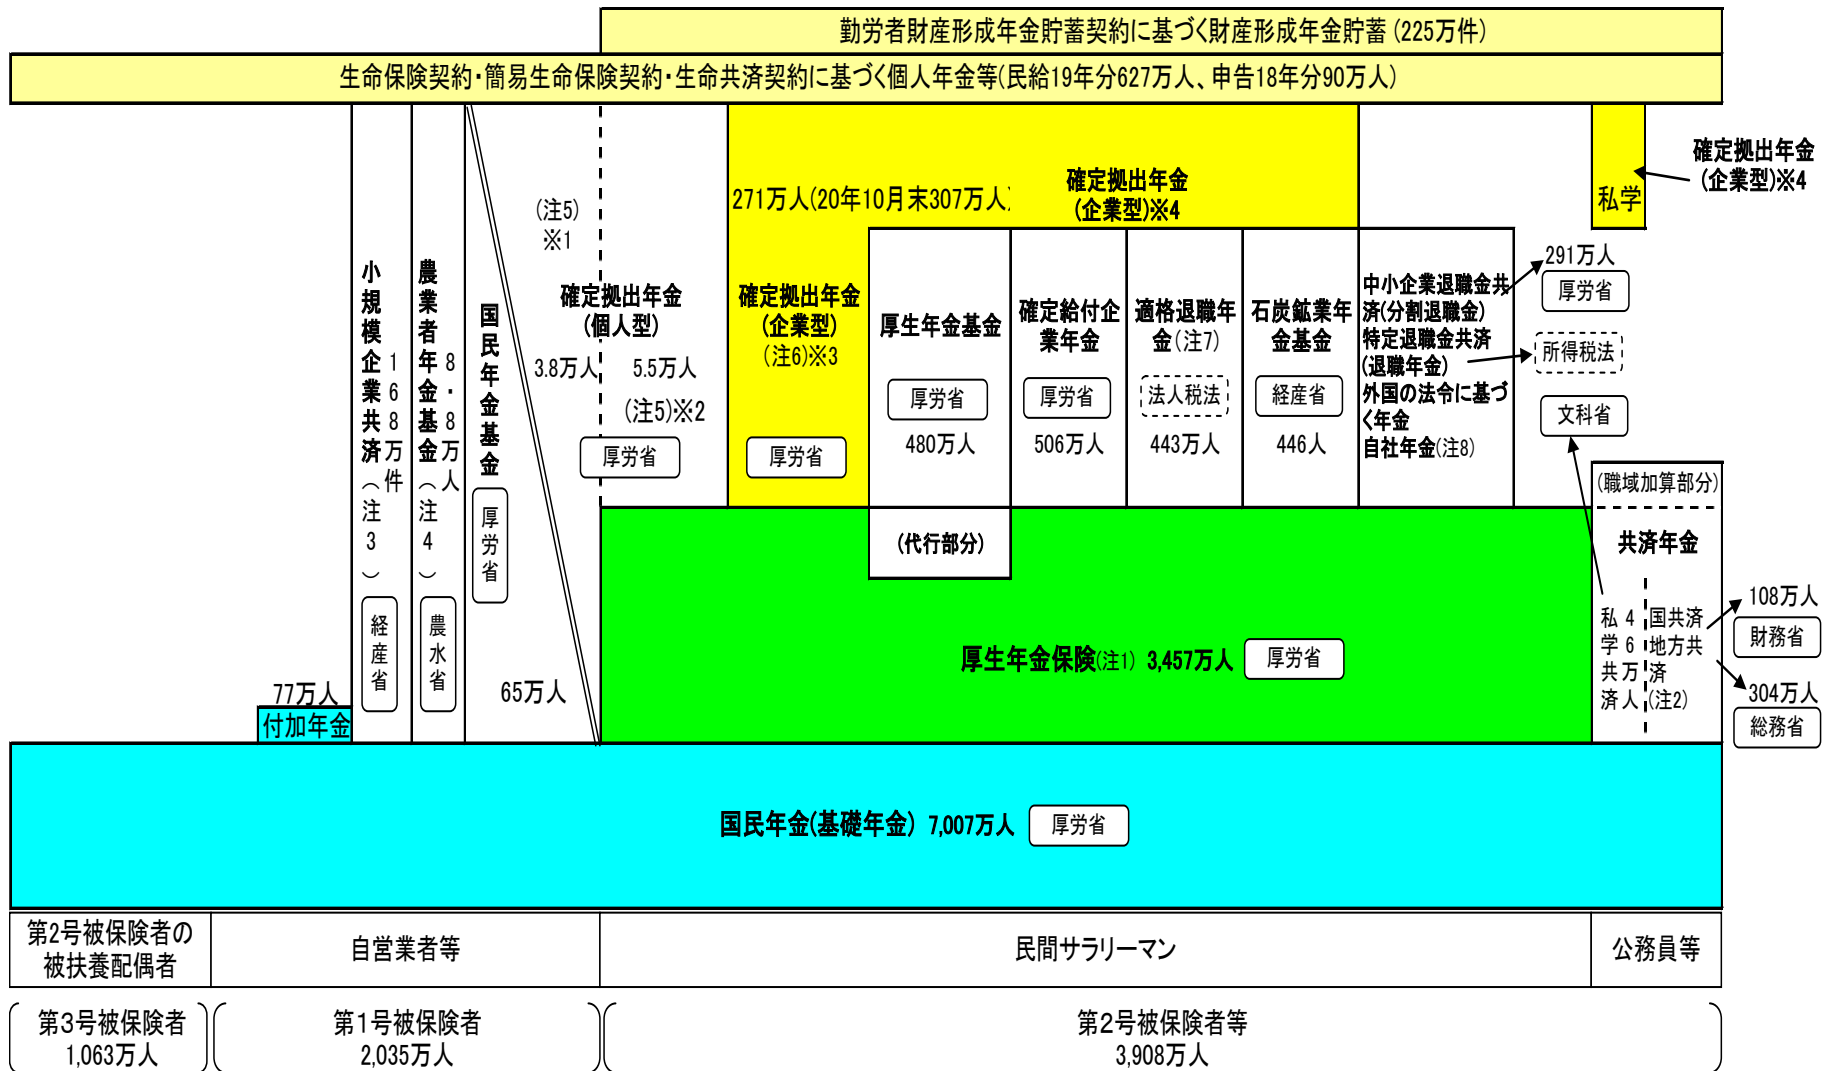 勤労者財産形成年金貯蓄契約に基づく財産形成年金貯蓄 (225万件)
生命保険契約・簡易生命保険契約・生命共済契約に基づく個人年金等(民給19年分627万人、申告18年分90万人)
小規模企業共済(注3)
168万件
経産省
農業者年金基金(注4)
8.8万人
農水省
国民年金基金
厚労省
65万人
77万人
付加年金
(注5)
※1
確定拠出年金
(個人型)
3.8万人
5.5万人
(注5)※2
厚労省
271万人(20年10月末307万人)
確定拠出年金
(企業型)※4
確定拠出年金
(企業型)
(注6)※3
厚労省
厚生年金基金
厚労省
480万人
(代行部分)
確定給付企
業年金
厚労省
506万人
適格退職年
金(注7)
法人税法
443万人
石炭鉱業年
金基金
経産省
446人
中小企業退職金共
済(分割退職金)
特定退職金共済
(退職年金)
外国の法令に基づ
く年金
自社年金(注8)
291万人
厚労省
所得税法
文科省
私学
確定拠出年金
(企業型)※4
(職域加算部分)
共済年金
私学共済
46万人
国共済
地方共
済
(注2)
108万人
財務省
304万人
総務省
厚生年金保険(注1) 3,457万人
厚労省
国民年金(基礎年金) 7,007万人
厚労省
第2号被保険者の
被扶養配偶者
自営業者等
民間サラリーマン
公務員等
第3号被保険者
1,063万人
第1号被保険者
2,035万人
第2号被保険者等
3,908万人